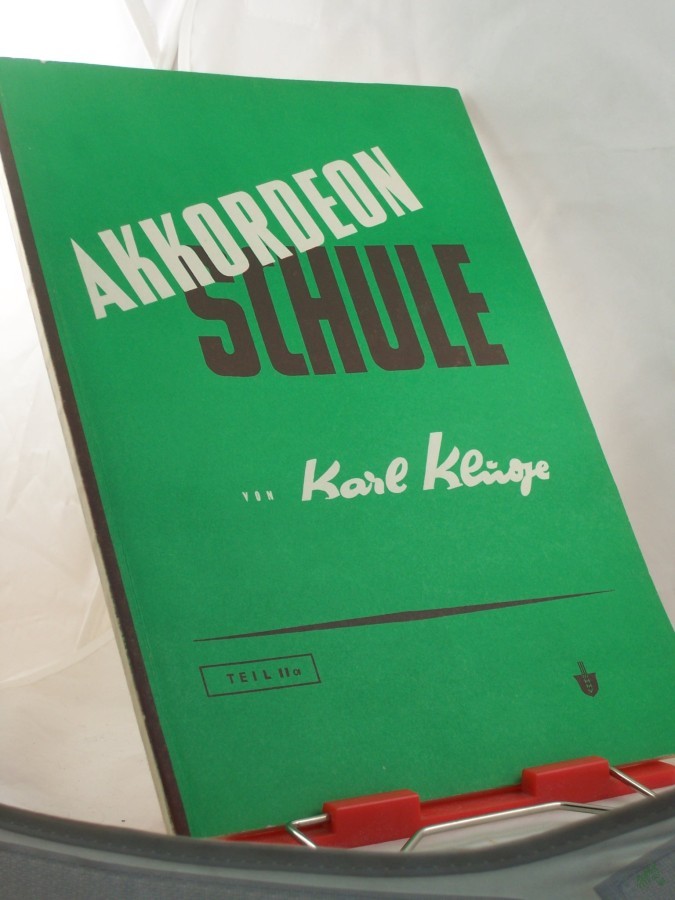 AKKORDEON
SCHULE
VON Karl Kluge
TEIL IIa